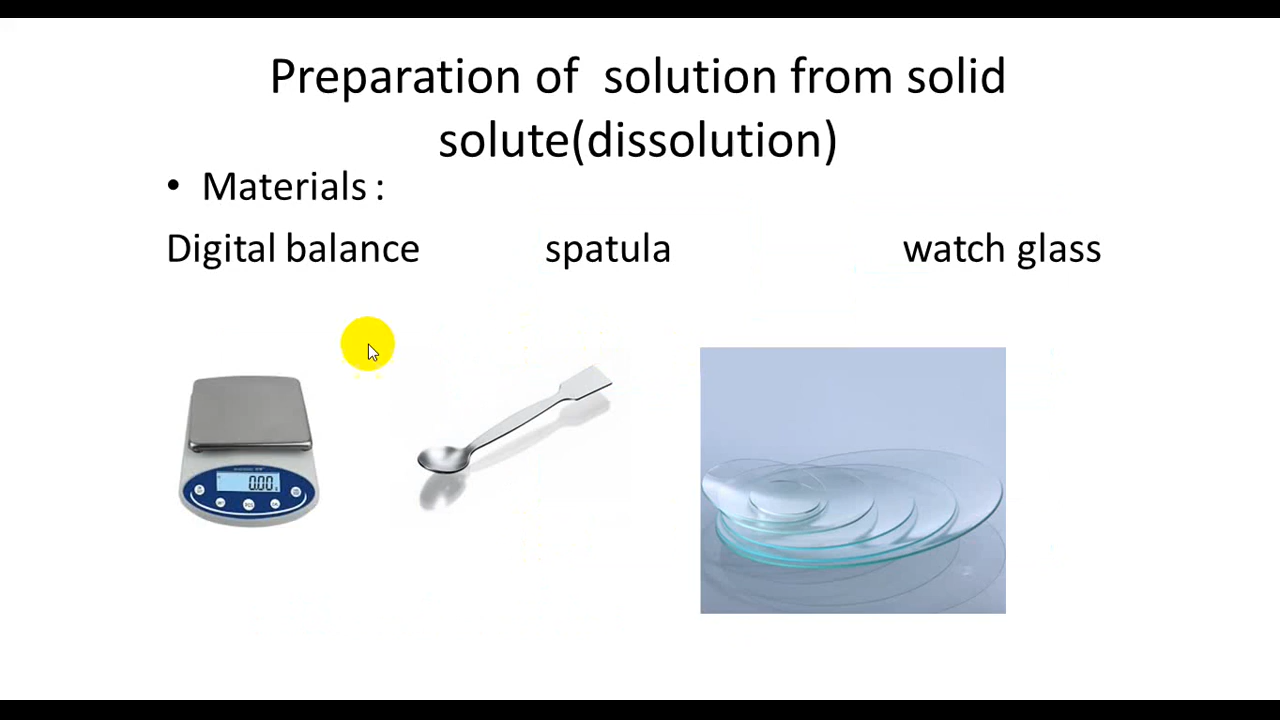 Preparation of solution from solid
solute(dissolution)
• Materials :
Digital balance spatula watch glass
0.00